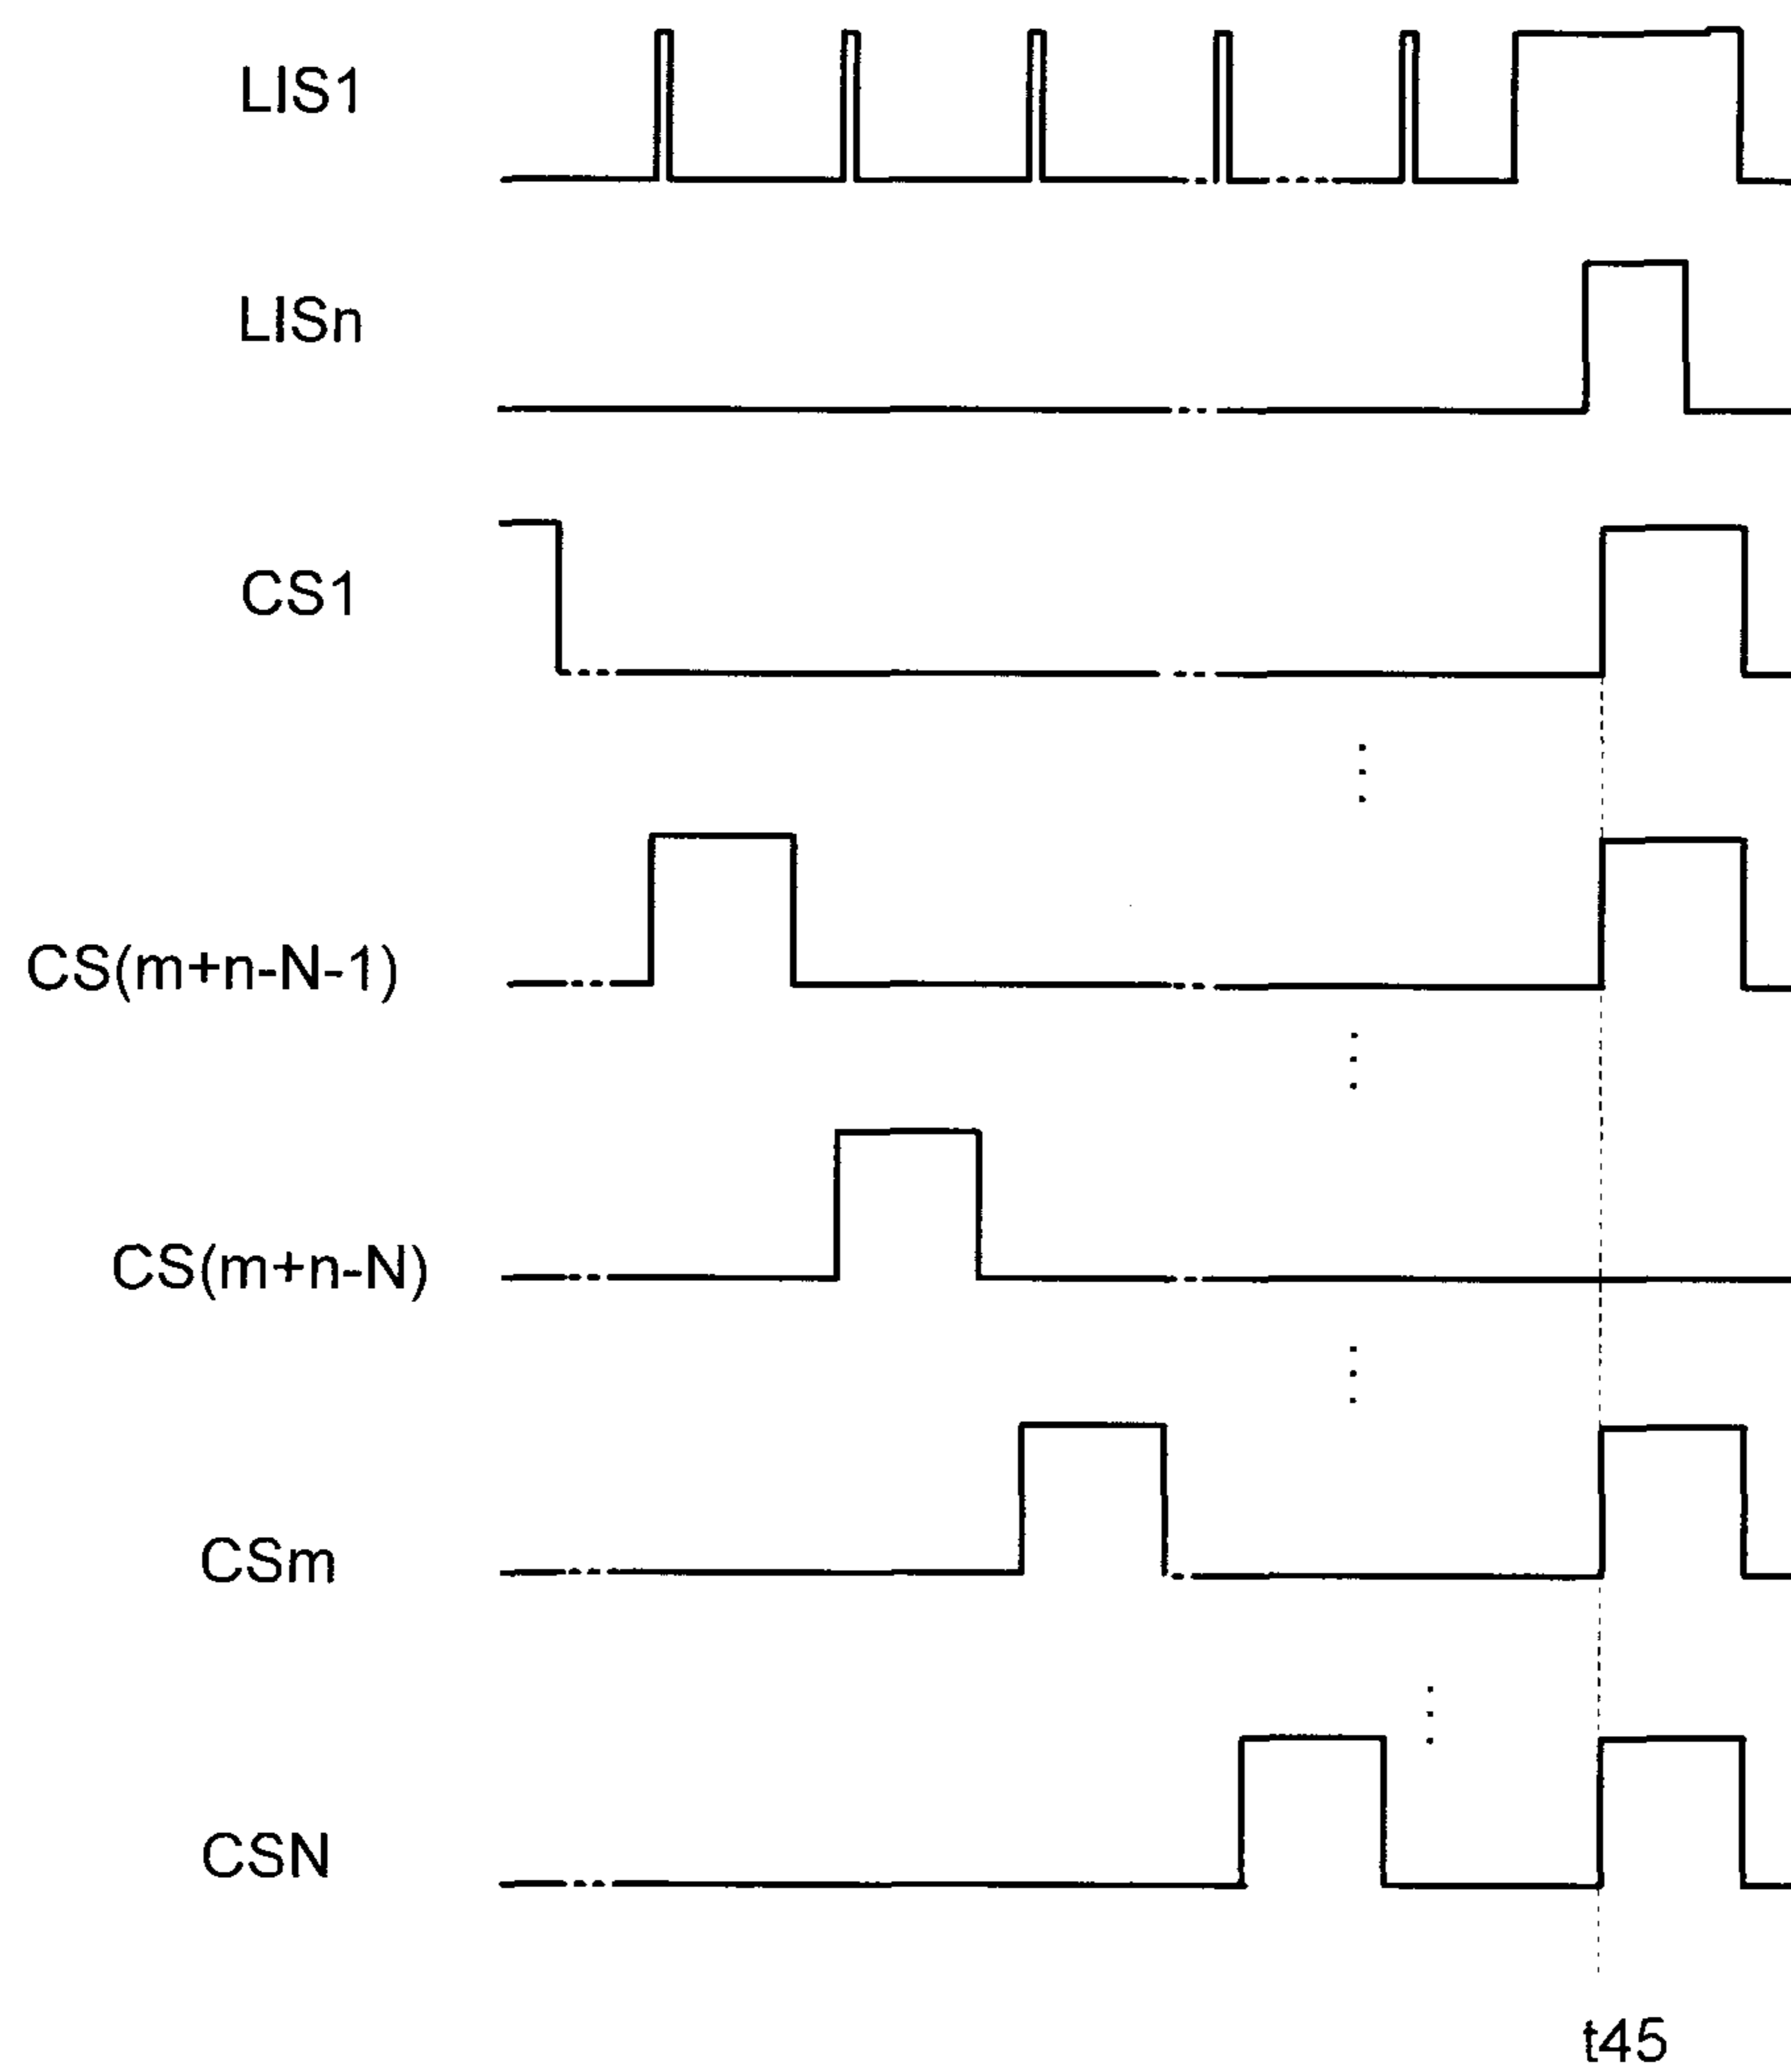 LIS1
LISn
CS1
CS(m+n-N-1)
CS(m+n-N)
CSm
CSN
t45